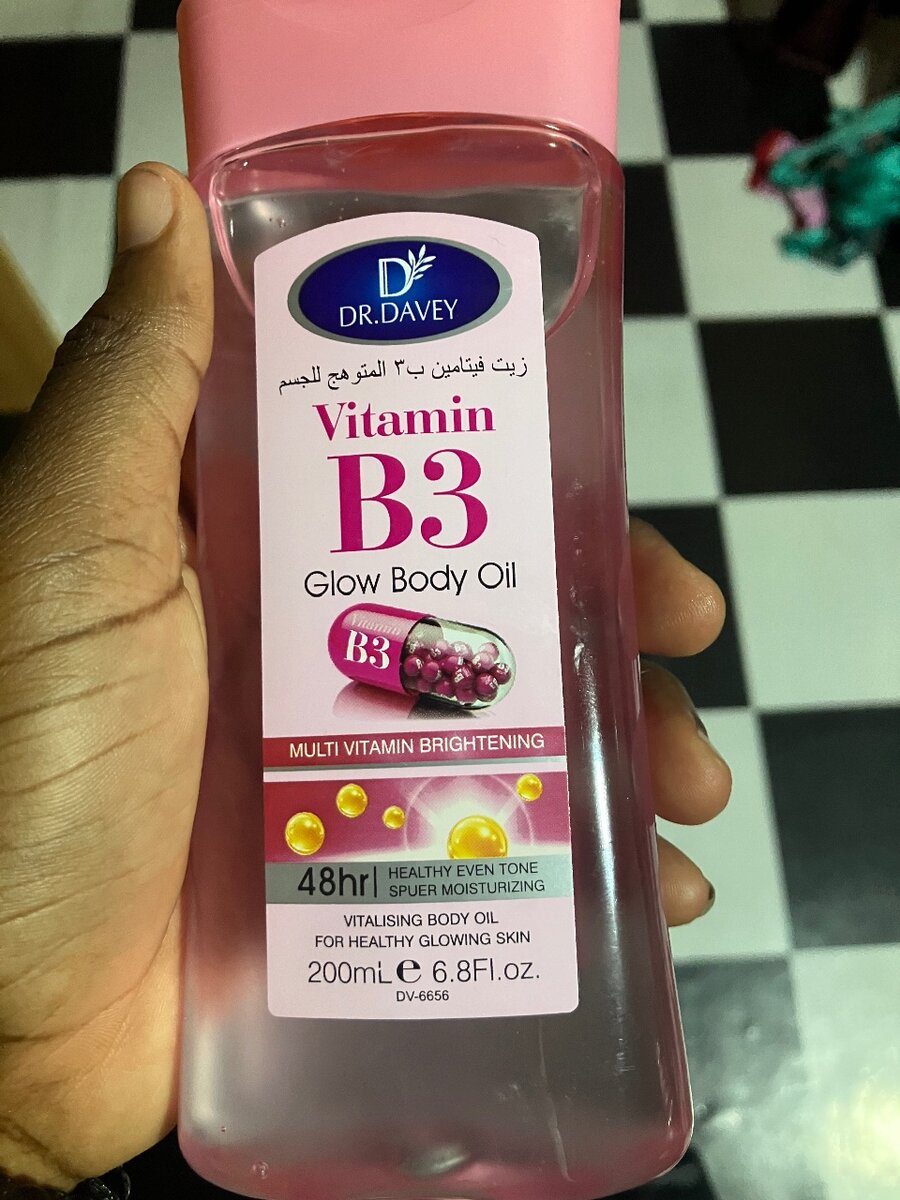 D
DR.DAVEY
زيت فيتامين ب٣ المتوهج للجسم
Vitamin
B3
Glow Body Oil
Vitamin
B3
MULTI VITAMIN BRIGHTENING
48hr| HEALTHY EVEN TONE
SPUER MOISTURIZING
VITALISING BODY OIL
FOR HEALTHY GLOWING SKIN
200mL e 6.8Fl.oz.
DV-6656